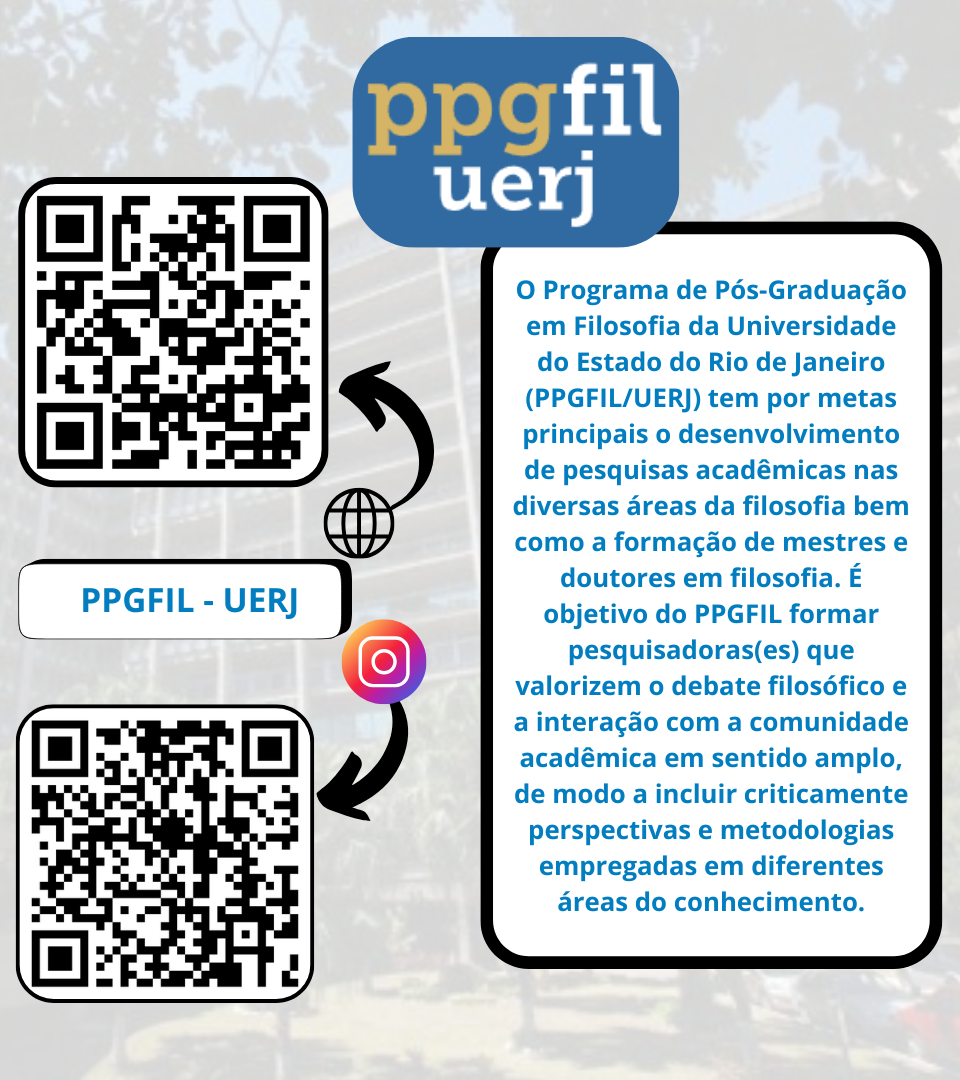 ppgfil
uerj
O Programa de Pós-Graduação
em Filosofia da Universidade
do Estado do Rio de Janeiro
(PPGFIL/UERJ) tem por metas
principais o desenvolvimento
de pesquisas acadêmicas nas
diversas áreas da filosofia bem
como a formação de mestres e
doutores em filosofia. É
objetivo do PPGFIL formar
pesquisadoras(es) que
valorizem o debate filosófico e
a interação com a comunidade
acadêmica em sentido amplo,
de modo a incluir criticamente
perspectivas e metodologias
empregadas em diferentes
áreas do conhecimento.
PPGFIL - UERJ